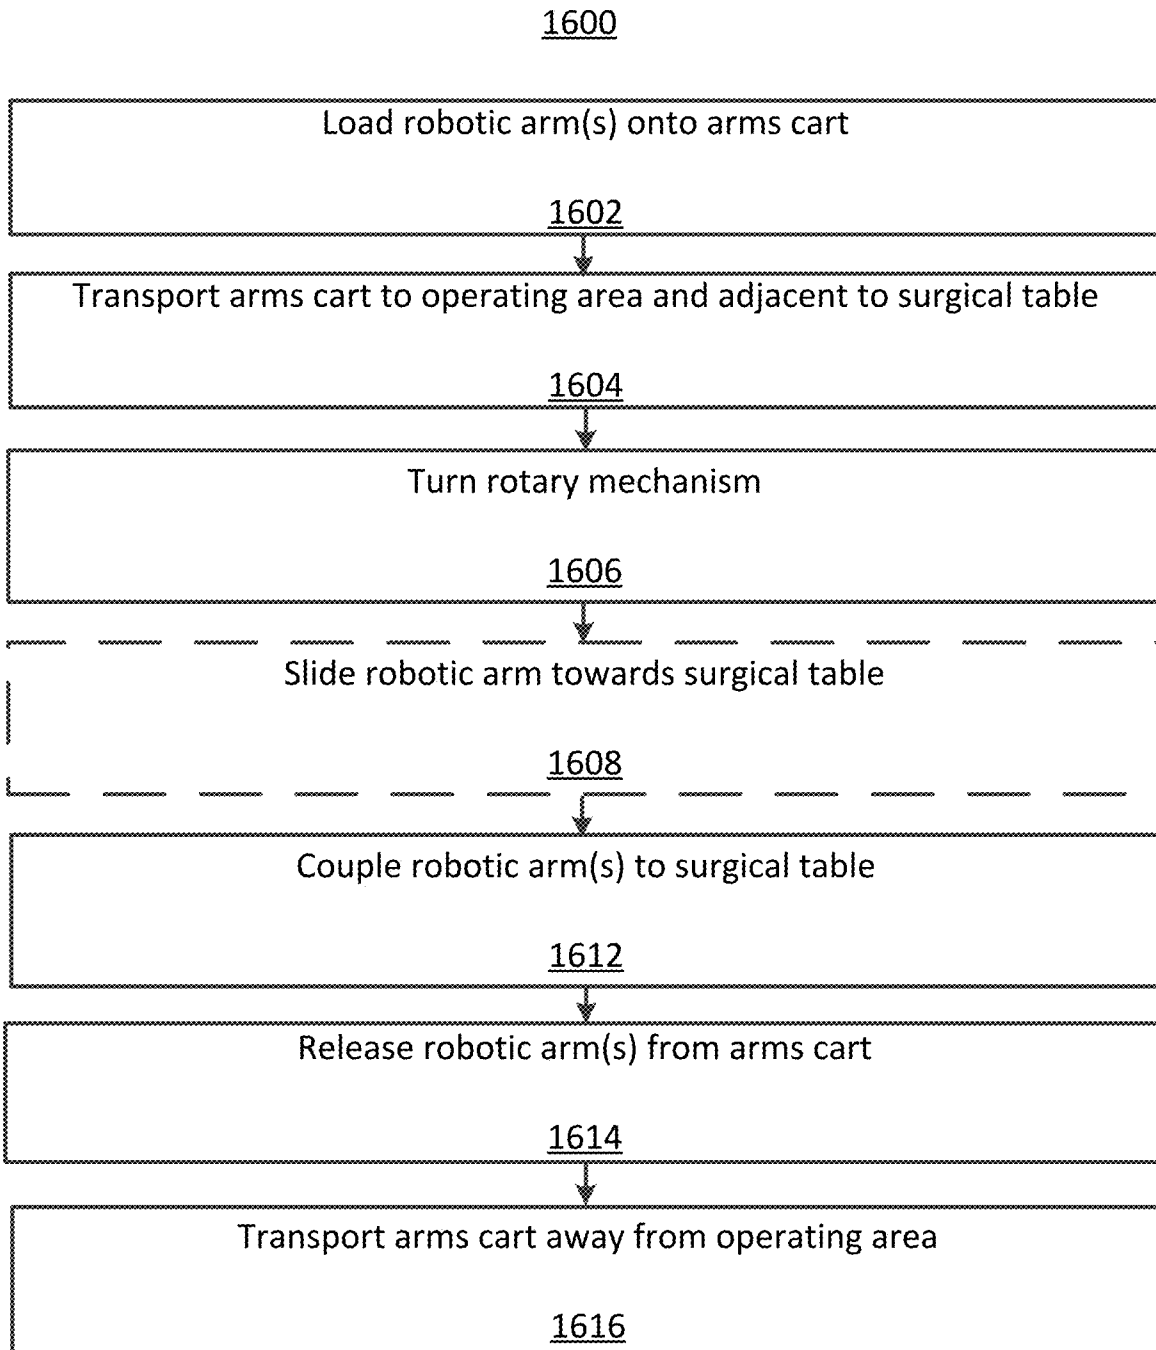 1600
Load robotic arm(s) onto arms cart
1602
Transport arms cart to operating area and adjacent to surgical table
1604
Turn rotary mechanism
1606
Slide robotic arm towards surgical table
1608
Couple robotic arm(s) to surgical table
1612
Release robotic arm(s) from arms cart
1614
Transport arms cart away from operating area
1616